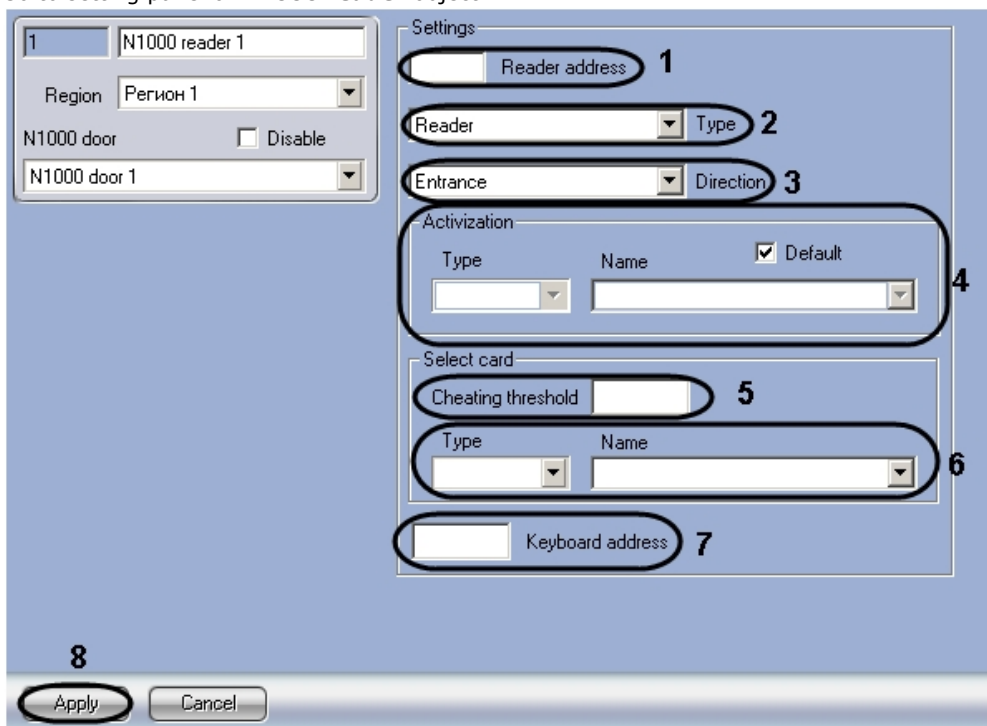 1 N1000 reader 1
Region Регион 1
N1000 door Disable
N1000 door 1
Settings
Reader address 1
Reader Type 2
Entrance Direction 3
Activization
Type Name Default
4
Select card
Cheating threshold 5
Type Name
6
Keyboard address 7
8
Apply Cancel